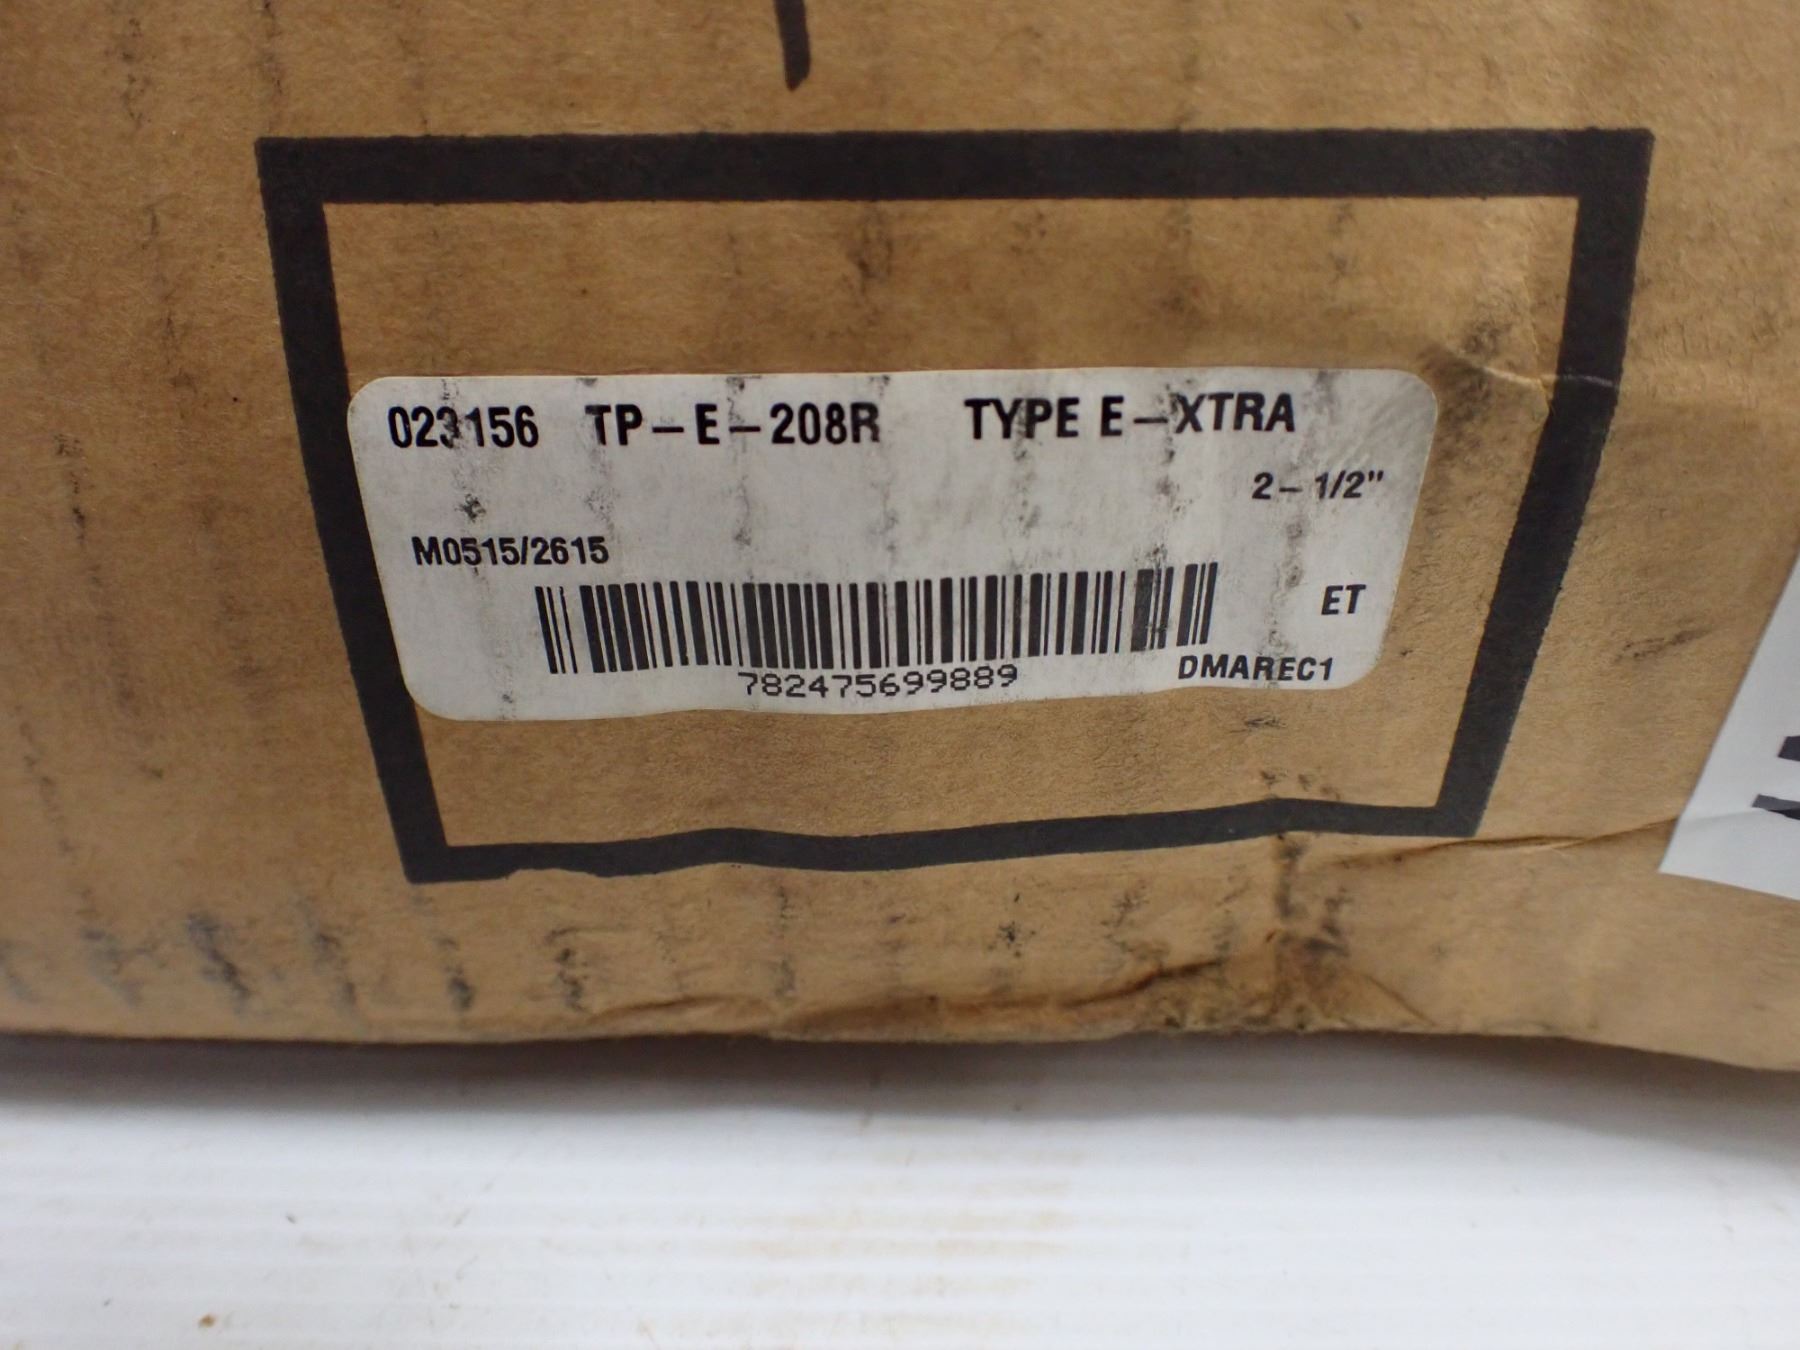 023156 TP-E-208R TYPE E-XTRA
2-1/2"
M0515/2615
ET
782475699889
DMAREC1